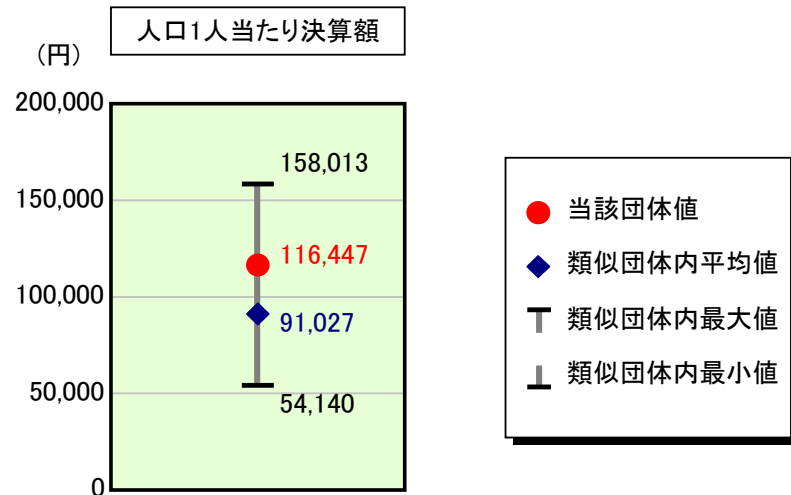 人口1人当たり決算額
(円)
200,000
150,000
100,000
50,000
0
158,013
116,447
91,027
54,140
当該団体値
類似団体内平均値
類似団体内最大値
類似団体内最小値